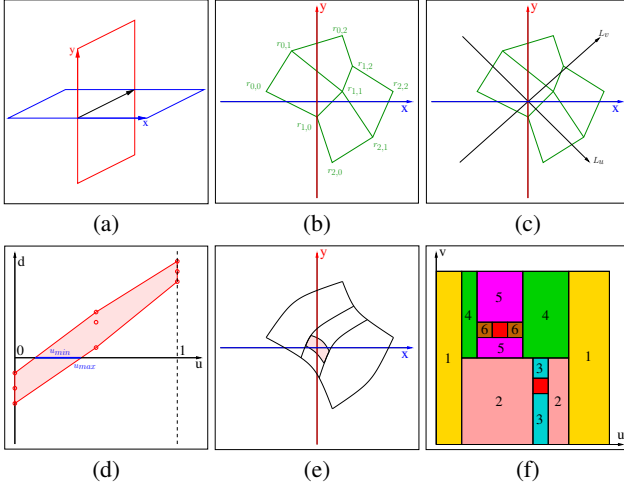 y
x
(a)
y
r0,2
r0,1
r1,2
r0,0
r1,1
r2,2
x
r1,0
r2,1
r2,0
(b)
y
Lv
x
Lu
(c)
d
0
umin
umax
1
u
(d)
y
x
(e)
v
5
4
4
6
6
5
1
1
3
2
2
3
u
(f)